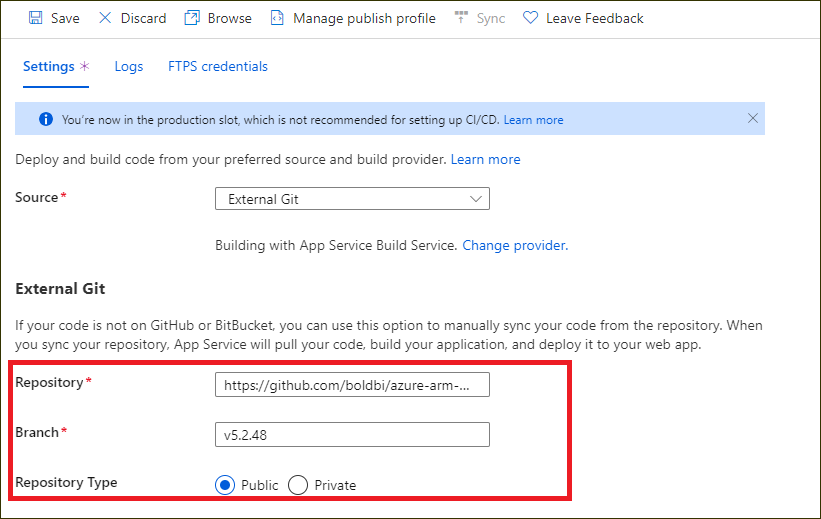 Save Discard Browse Manage publish profile Sync Leave Feedback
Settings * Logs FTPS credentials
You're now in the production slot, which is not recommended for setting up CI/CD. Learn more
Deploy and build code from your preferred source and build provider. Learn more
Source* External Git
Building with App Service Build Service. Change provider.
External Git
If your code is not on GitHub or BitBucket, you can use this option to manually sync your code from the repository. When
you sync your repository, App Service will pull your code, build your application, and deploy it to your web app.
Repository* https://github.com/boldbi/azure-arm-...
Branch* v5.2.48
Repository Type Public Private